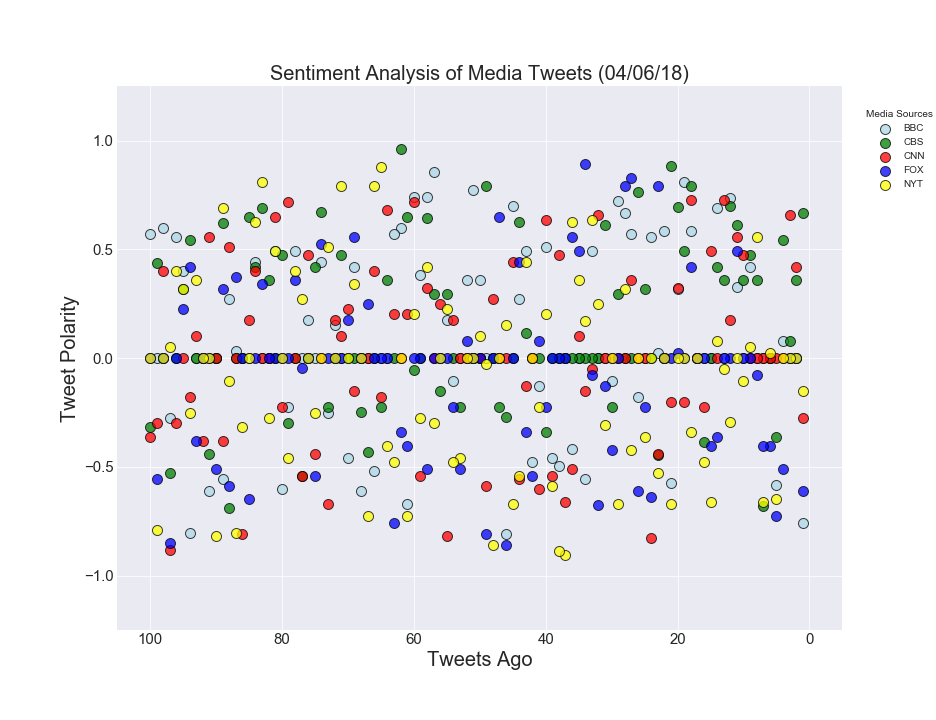 Sentiment Analysis of Media Tweets (04/06/18)
Media Sources
BBC
CBS
CNN
FOX
NYT
1.0
0.5
0.0
−0.5
−1.0
Tweet Polarity
100
80
60
40
20
0
Tweets Ago